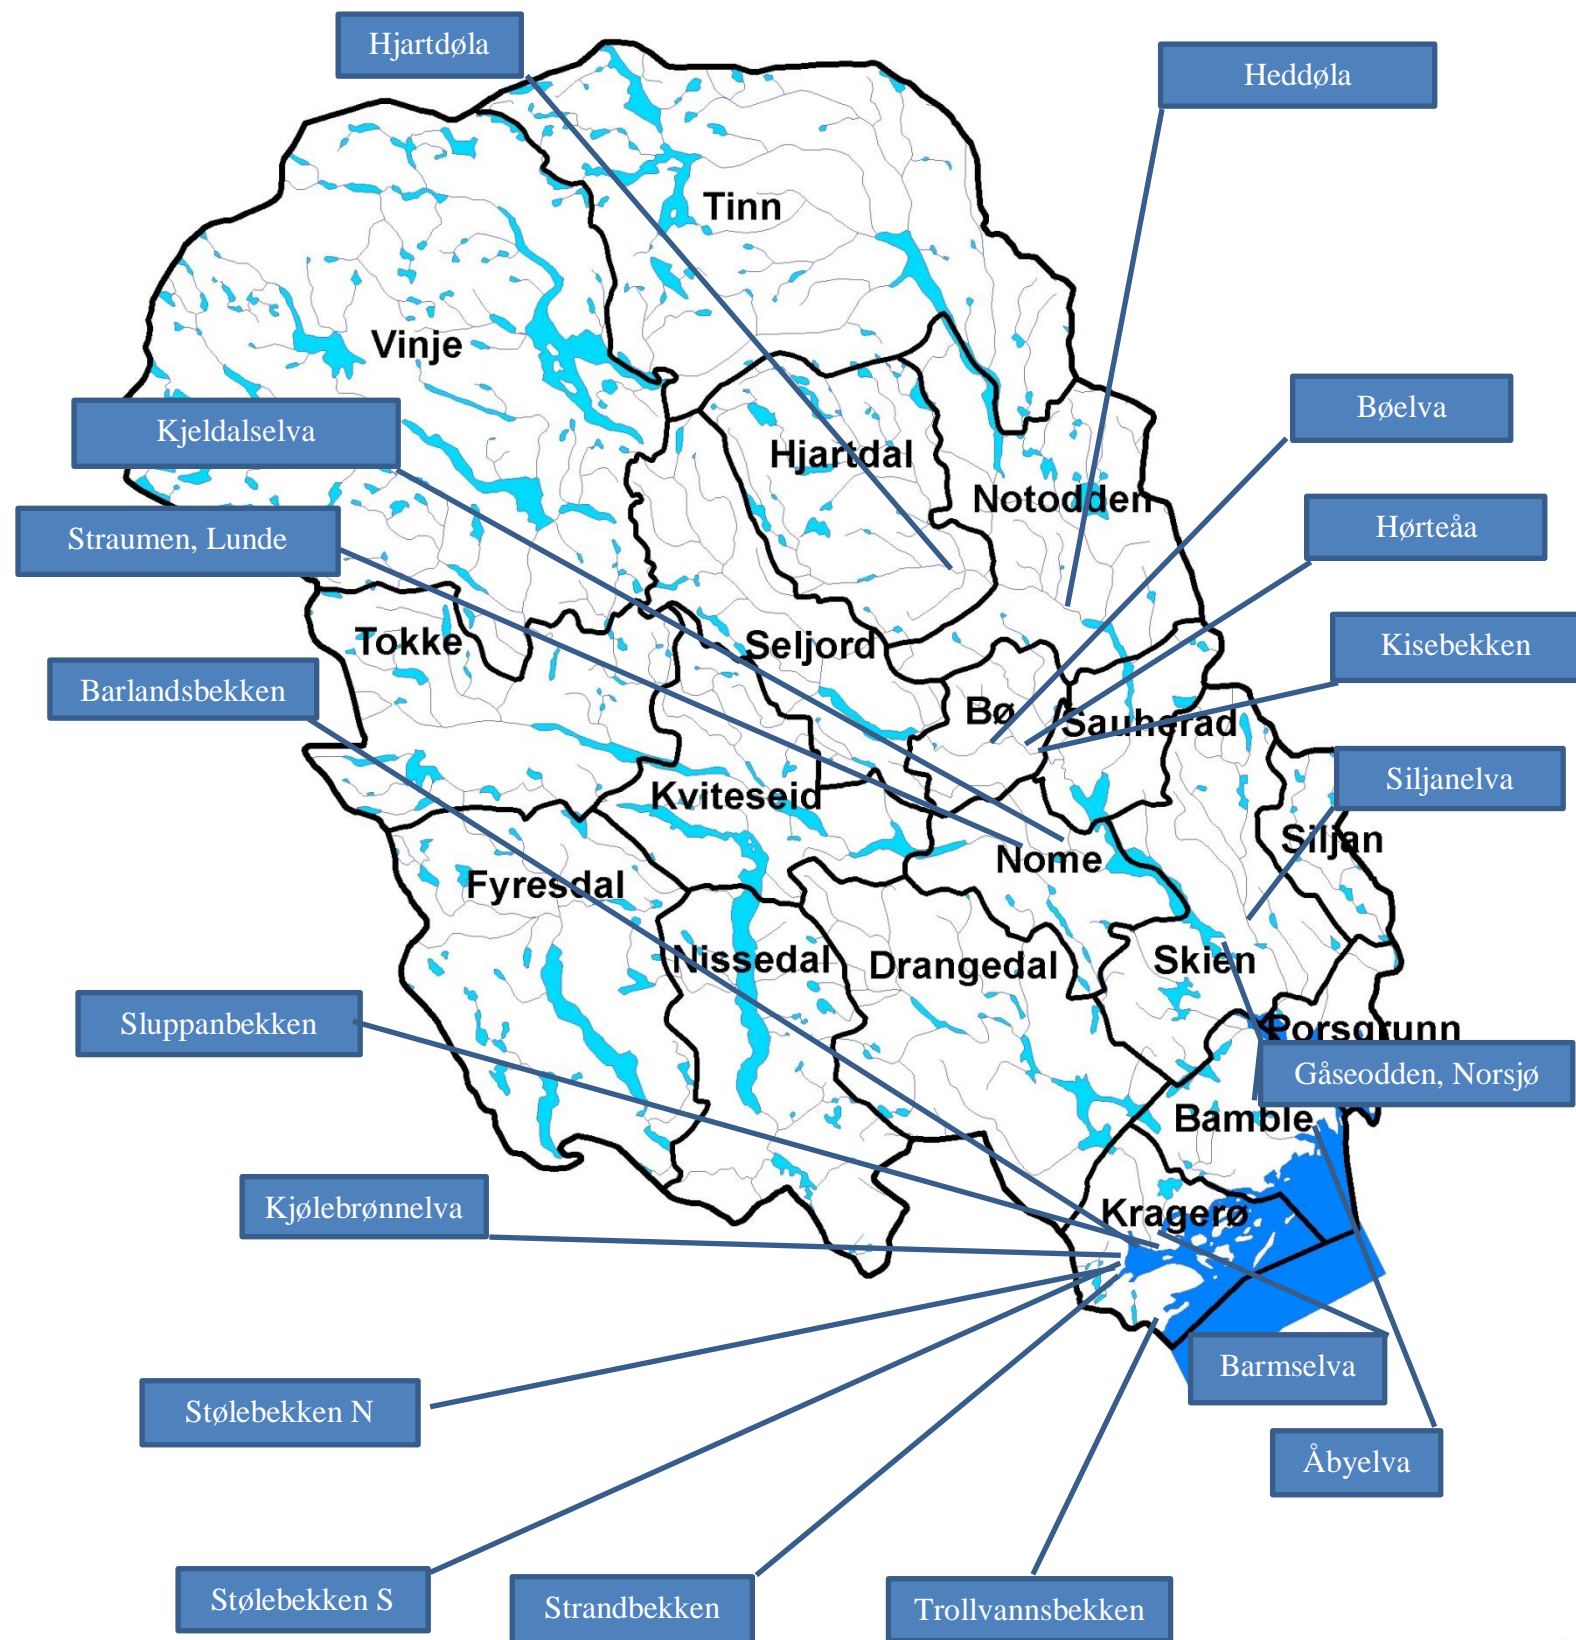 Hjartdøla
Heddøla
Tinn
Vinje
Bøelva
Kjeldalselva
Hjartdal
Notodden
Hørteåa
Straumen, Lunde
Kisebekken
Tokke
Seljord
Barlandsbekken
Bø
Sauherad
Siljanelva
Kviteseid
Siljan
Nome
Fyresdal
Nissedal
Drangedal
Skien
Sluppanbekken
Porsgrunn
Gåseodden, Norsjø
Bamble
Kjølebrønnelva
Kragerø
Barmselva
Stølebekken N
Åbyelva
Stølebekken S
Strandbekken
Trollvannsbekken